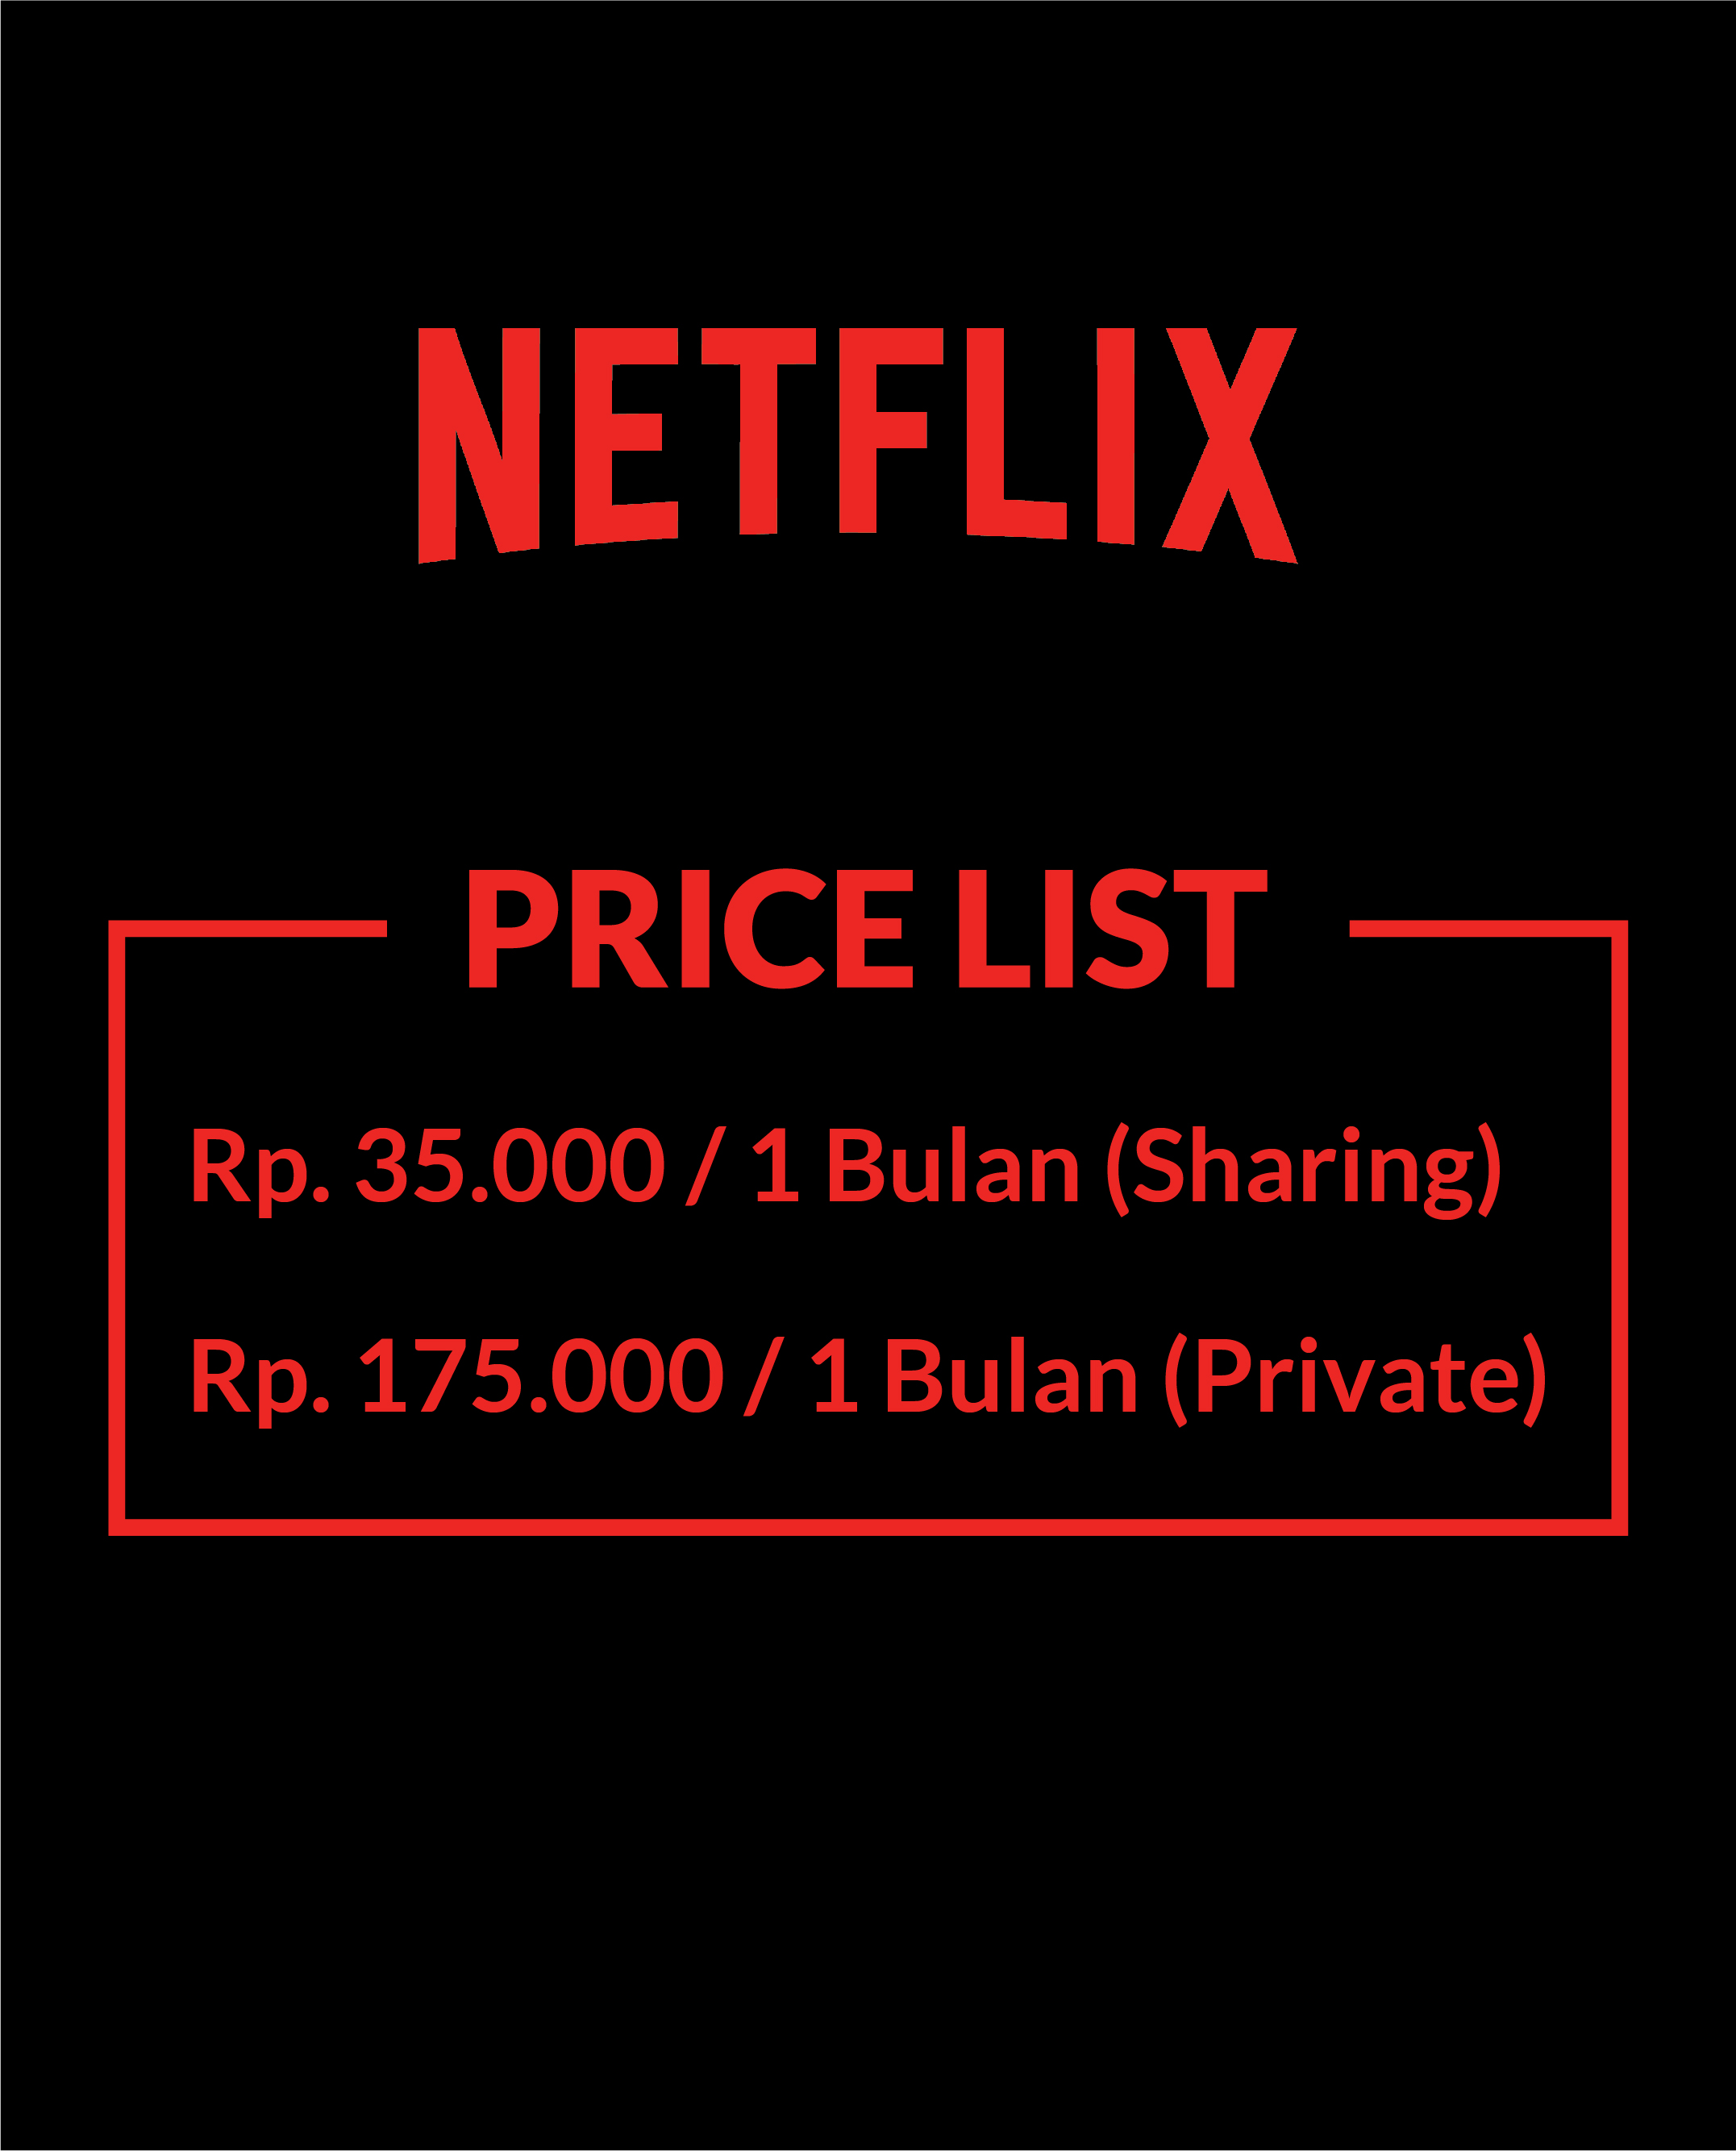 NETFLIX
PRICE LIST
Rp. 35.000 / 1 Bulan (Sharing)
Rp. 175.000 / 1 Bulan (Private)